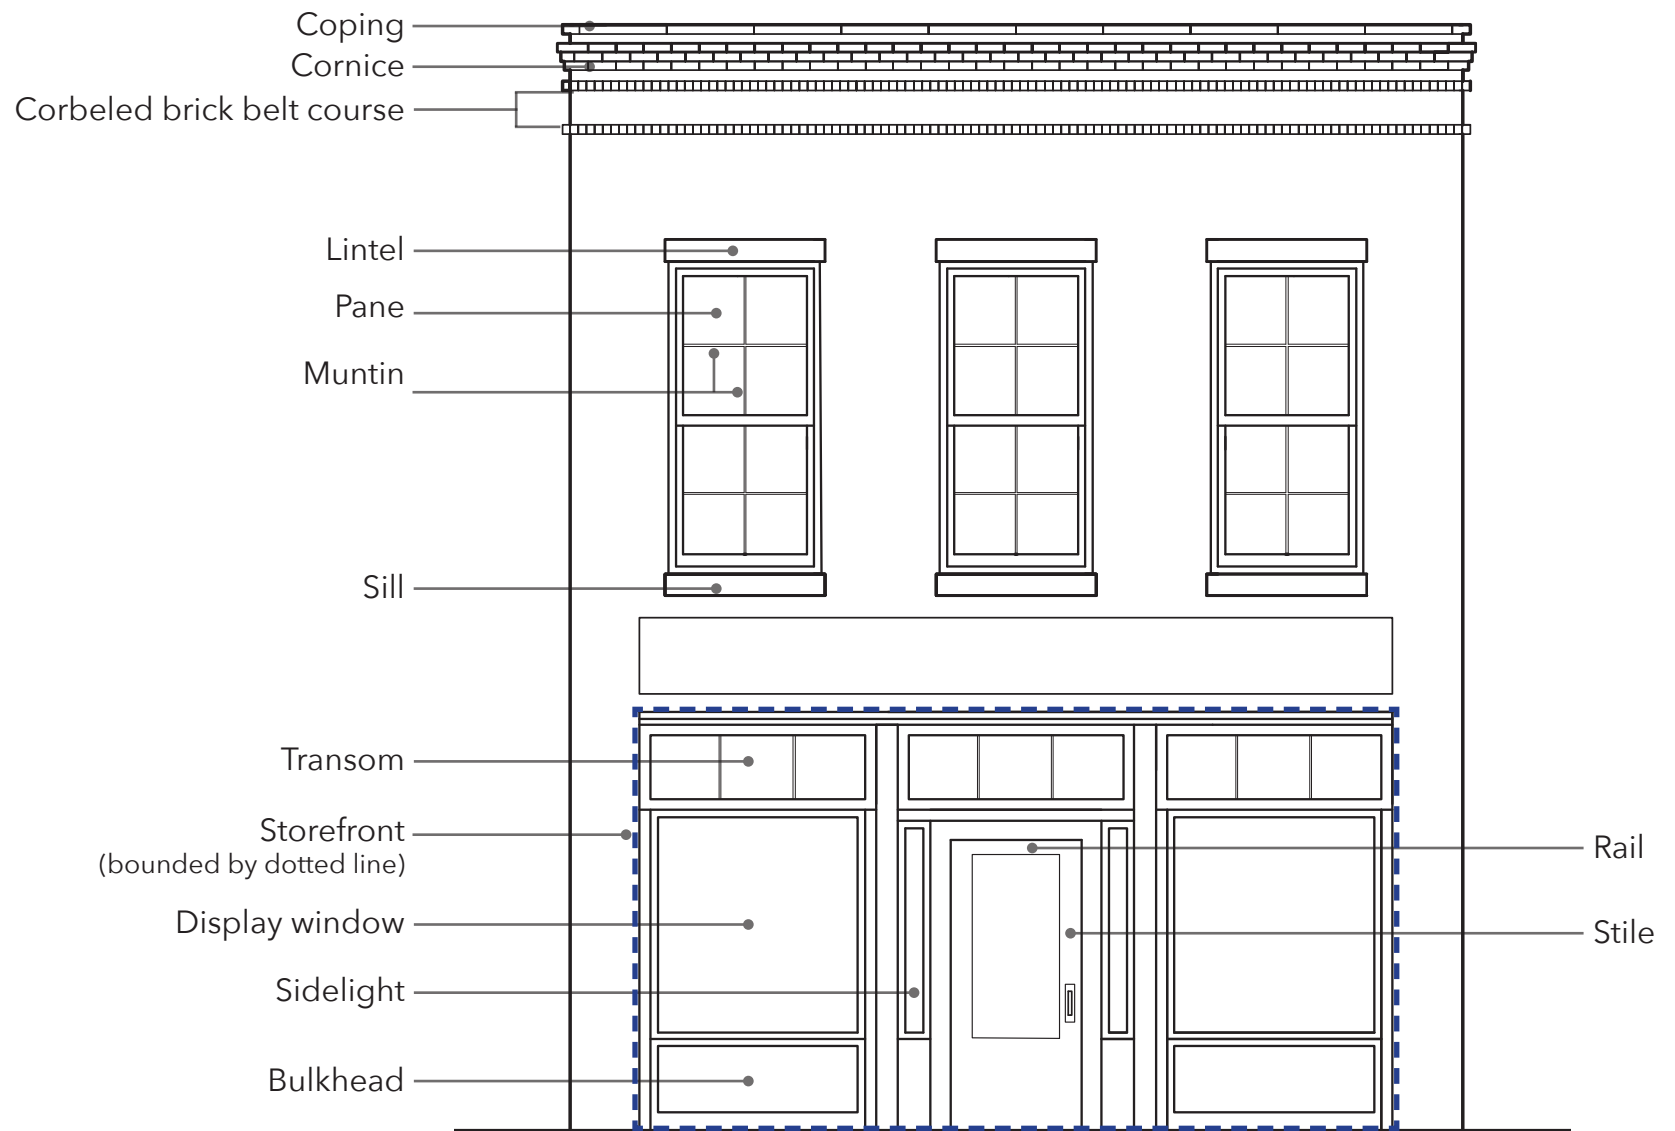 Coping
Cornice
Corbeled brick belt course
Lintel
Pane
Muntin
Sill
Transom
Storefront
(bounded by dotted line)
Rail
Display window
Stile
Sidelight
Bulkhead